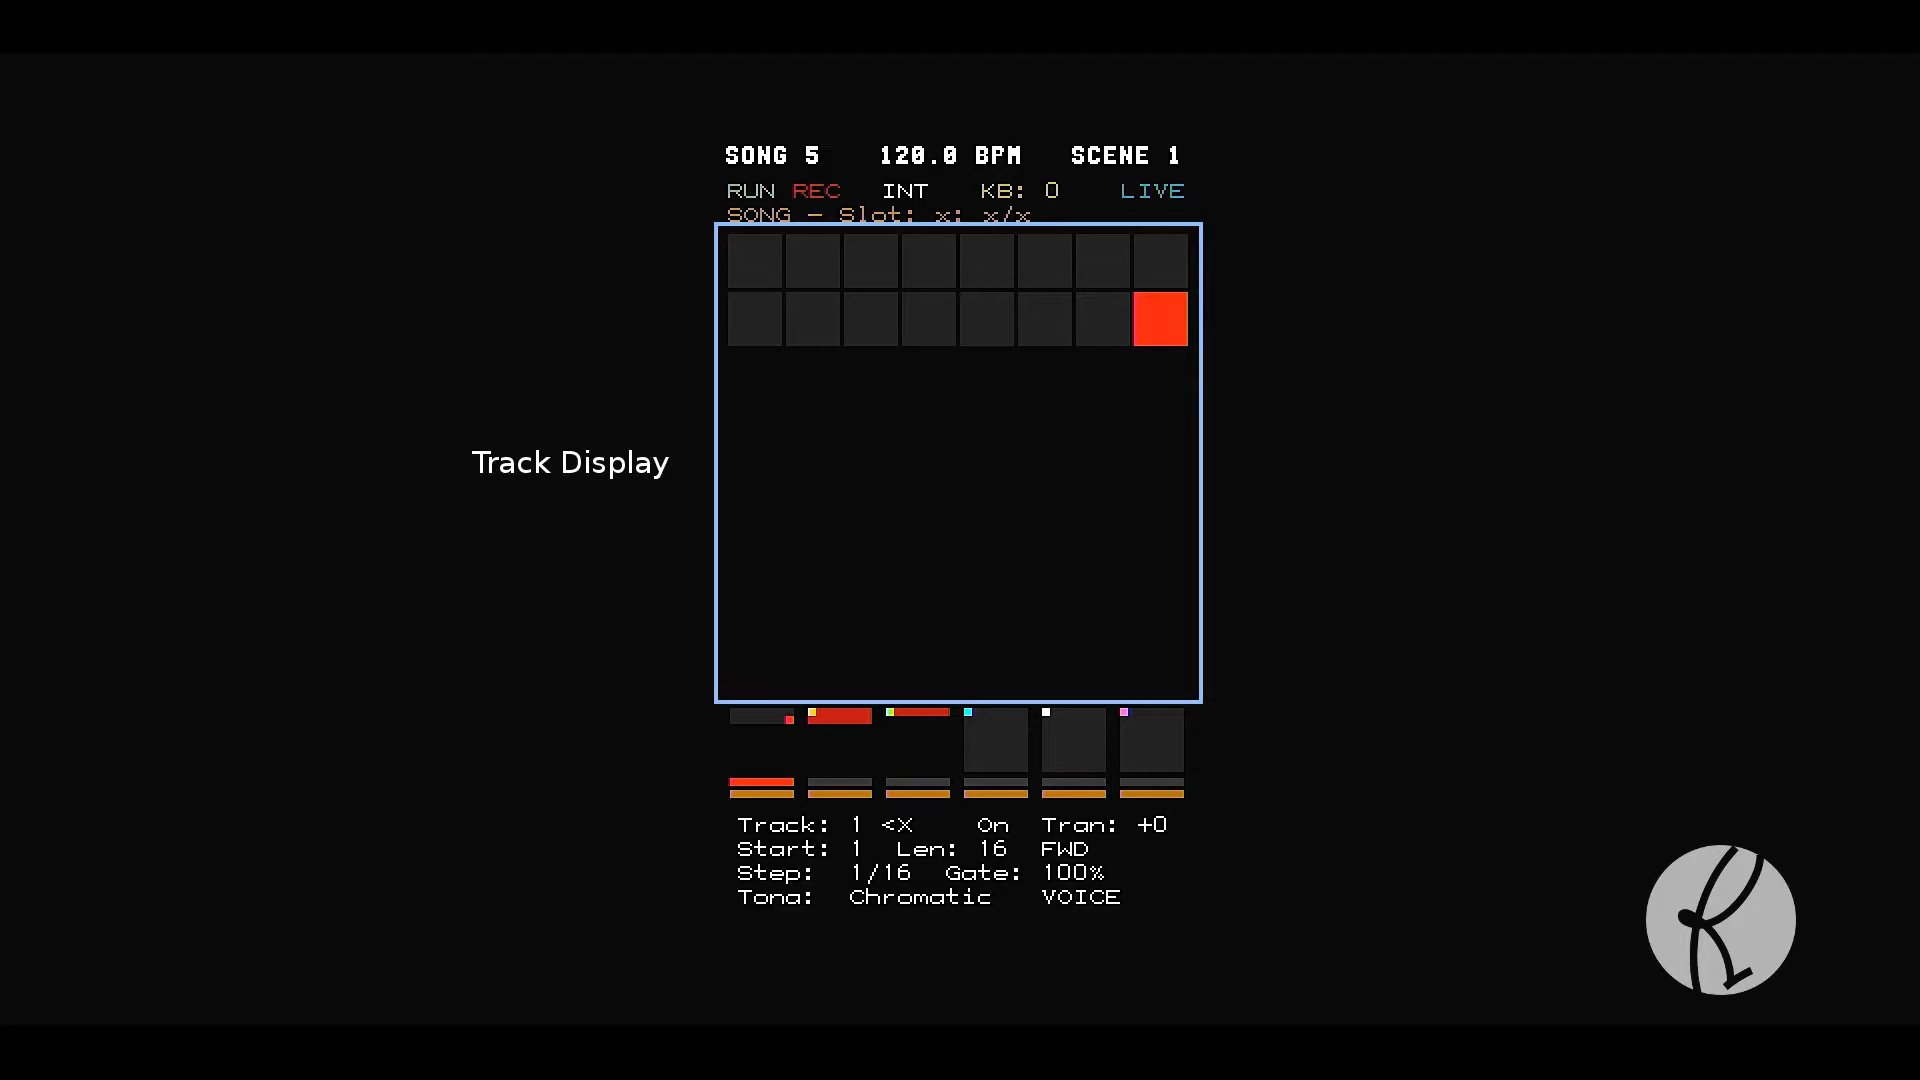 SONG 5 120.0 BPM SCENE 1
RUN REC INT KB: 0 LIVE
SONG - Slot: x: x/x
Track Display
Track: 1 <X On Tran: +0
Start: 1 Len: 16 FWD
Step: 1/16 Gate: 100%
Tona: Chromatic VOICE